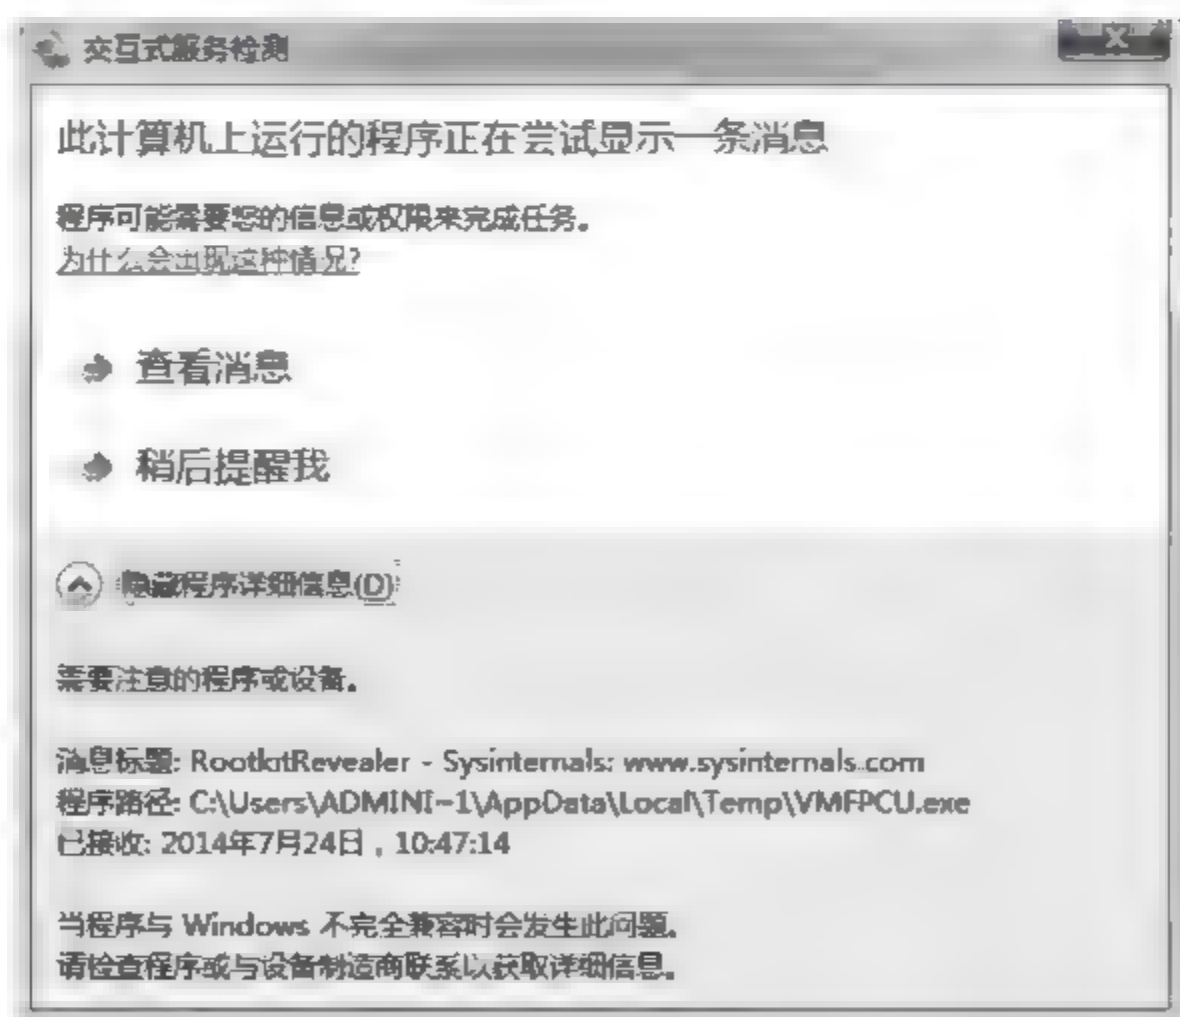 交互式服务检测
此计算机上运行的程序正在尝试显示一条消息
程序可能需要您的信息或权限来完成任务。
为什么会出现这种情况?
查看消息
稍后提醒我
隐藏程序详细信息(D)
需要注意的程序或设备。
消息标题: RootkitRevealer - Sysinternals: www.sysinternals.com
程序路径: C:\Users\ADMINI~1\AppData\Local\Temp\VMFPCU.exe
已接收: 2014年7月24日，10:47:14
当程序与 Windows 不完全兼容时会发生此问题。
请检查程序或与设备制造商联系以获取详细信息。